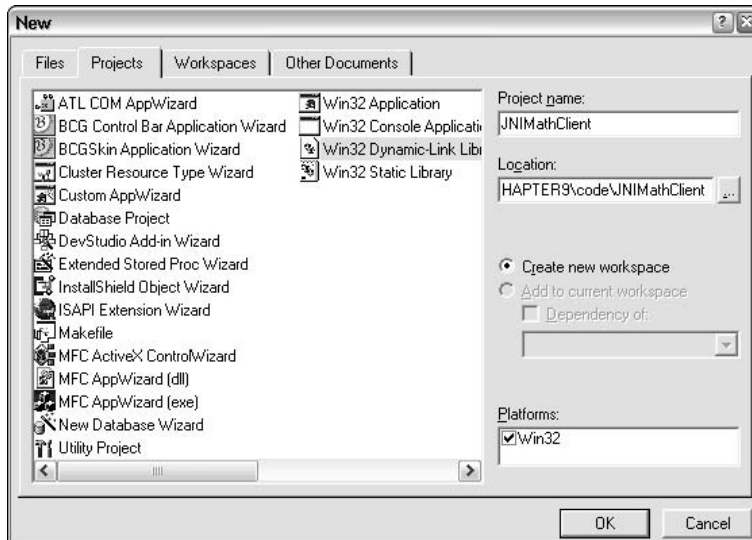 New
Files
Projects
Workspaces
Other Documents
ATL COM AppWizard
BCG Control Bar Application Wizard
BCGSkin Application Wizard
Cluster Resource Type Wizard
Custom AppWizard
Database Project
DevStudio Add-in Wizard
Extended Stored Proc Wizard
InstallShield Object Wizard
ISAPI Extension Wizard
Makefile
MFC ActiveX ControlWizard
MFC AppWizard (dll)
MFC AppWizard (exe)
New Database Wizard
Utility Project
Win32 Application
Win32 Console Applicati
Win32 Dynamic-Link Libr
Win32 Static Library
Project name:
JNIMathClient
Location:
HAPTER9\code\JNIMathClient
...
Create new workspace
Add to current workspace
Dependency of:
Platforms:
Win32
OK
Cancel